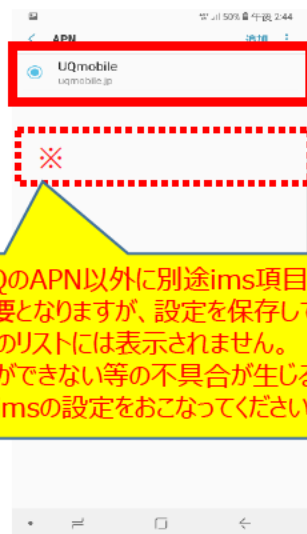 50% 午後 2:44
APN
追加
UQmobile
uqmobile.jp
※
QのAPN以外に別途ims項目
要となりますが、設定を保存して
のリストには表示されません。
ができない等の不具合が生じる
imsの設定をおこなってください